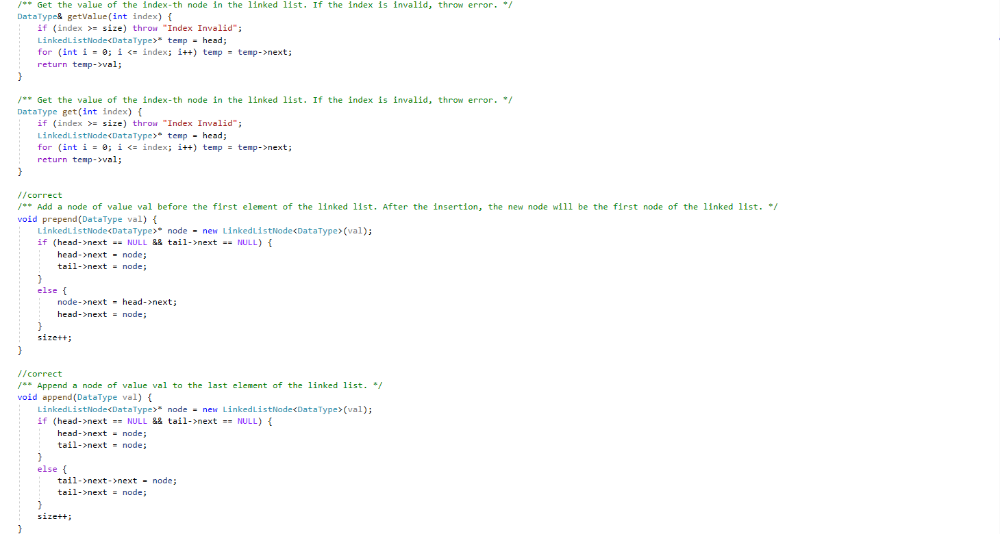 /** Get the value of the index-th node in the linked list. If the index is invalid, throw error. */
DataType& getValue(int index) {
if (index >= size) throw "Index Invalid";
LinkedListNode<DataType>* temp = head;
for (int i = 0; i <= index; i++) temp = temp->next;
return temp->val;
}
/** Get the value of the index-th node in the linked list. If the index is invalid, throw error. */
DataType get(int index) {
if (index >= size) throw "Index Invalid";
LinkedListNode<DataType>* temp = head;
for (int i = 0; i <= index; i++) temp = temp->next;
return temp->val;
}
//correct
/** Add a node of value val before the first element of the linked list. After the insertion, the new node will be the first node of the linked list. */
void prepend(DataType val) {
LinkedListNode<DataType>* node = new LinkedListNode<DataType>(val);
if (head->next == NULL && tail->next == NULL) {
head->next = node;
tail->next = node;
}
else {
node->next = head->next;
head->next = node;
}
size++;
}
//correct
/** Append a node of value val to the last element of the linked list. */
void append(DataType val) {
LinkedListNode<DataType>* node = new LinkedListNode<DataType>(val);
if (head->next == NULL && tail->next == NULL) {
head->next = node;
tail->next = node;
}
else {
tail->next->next = node;
tail->next = node;
}
size++;
}